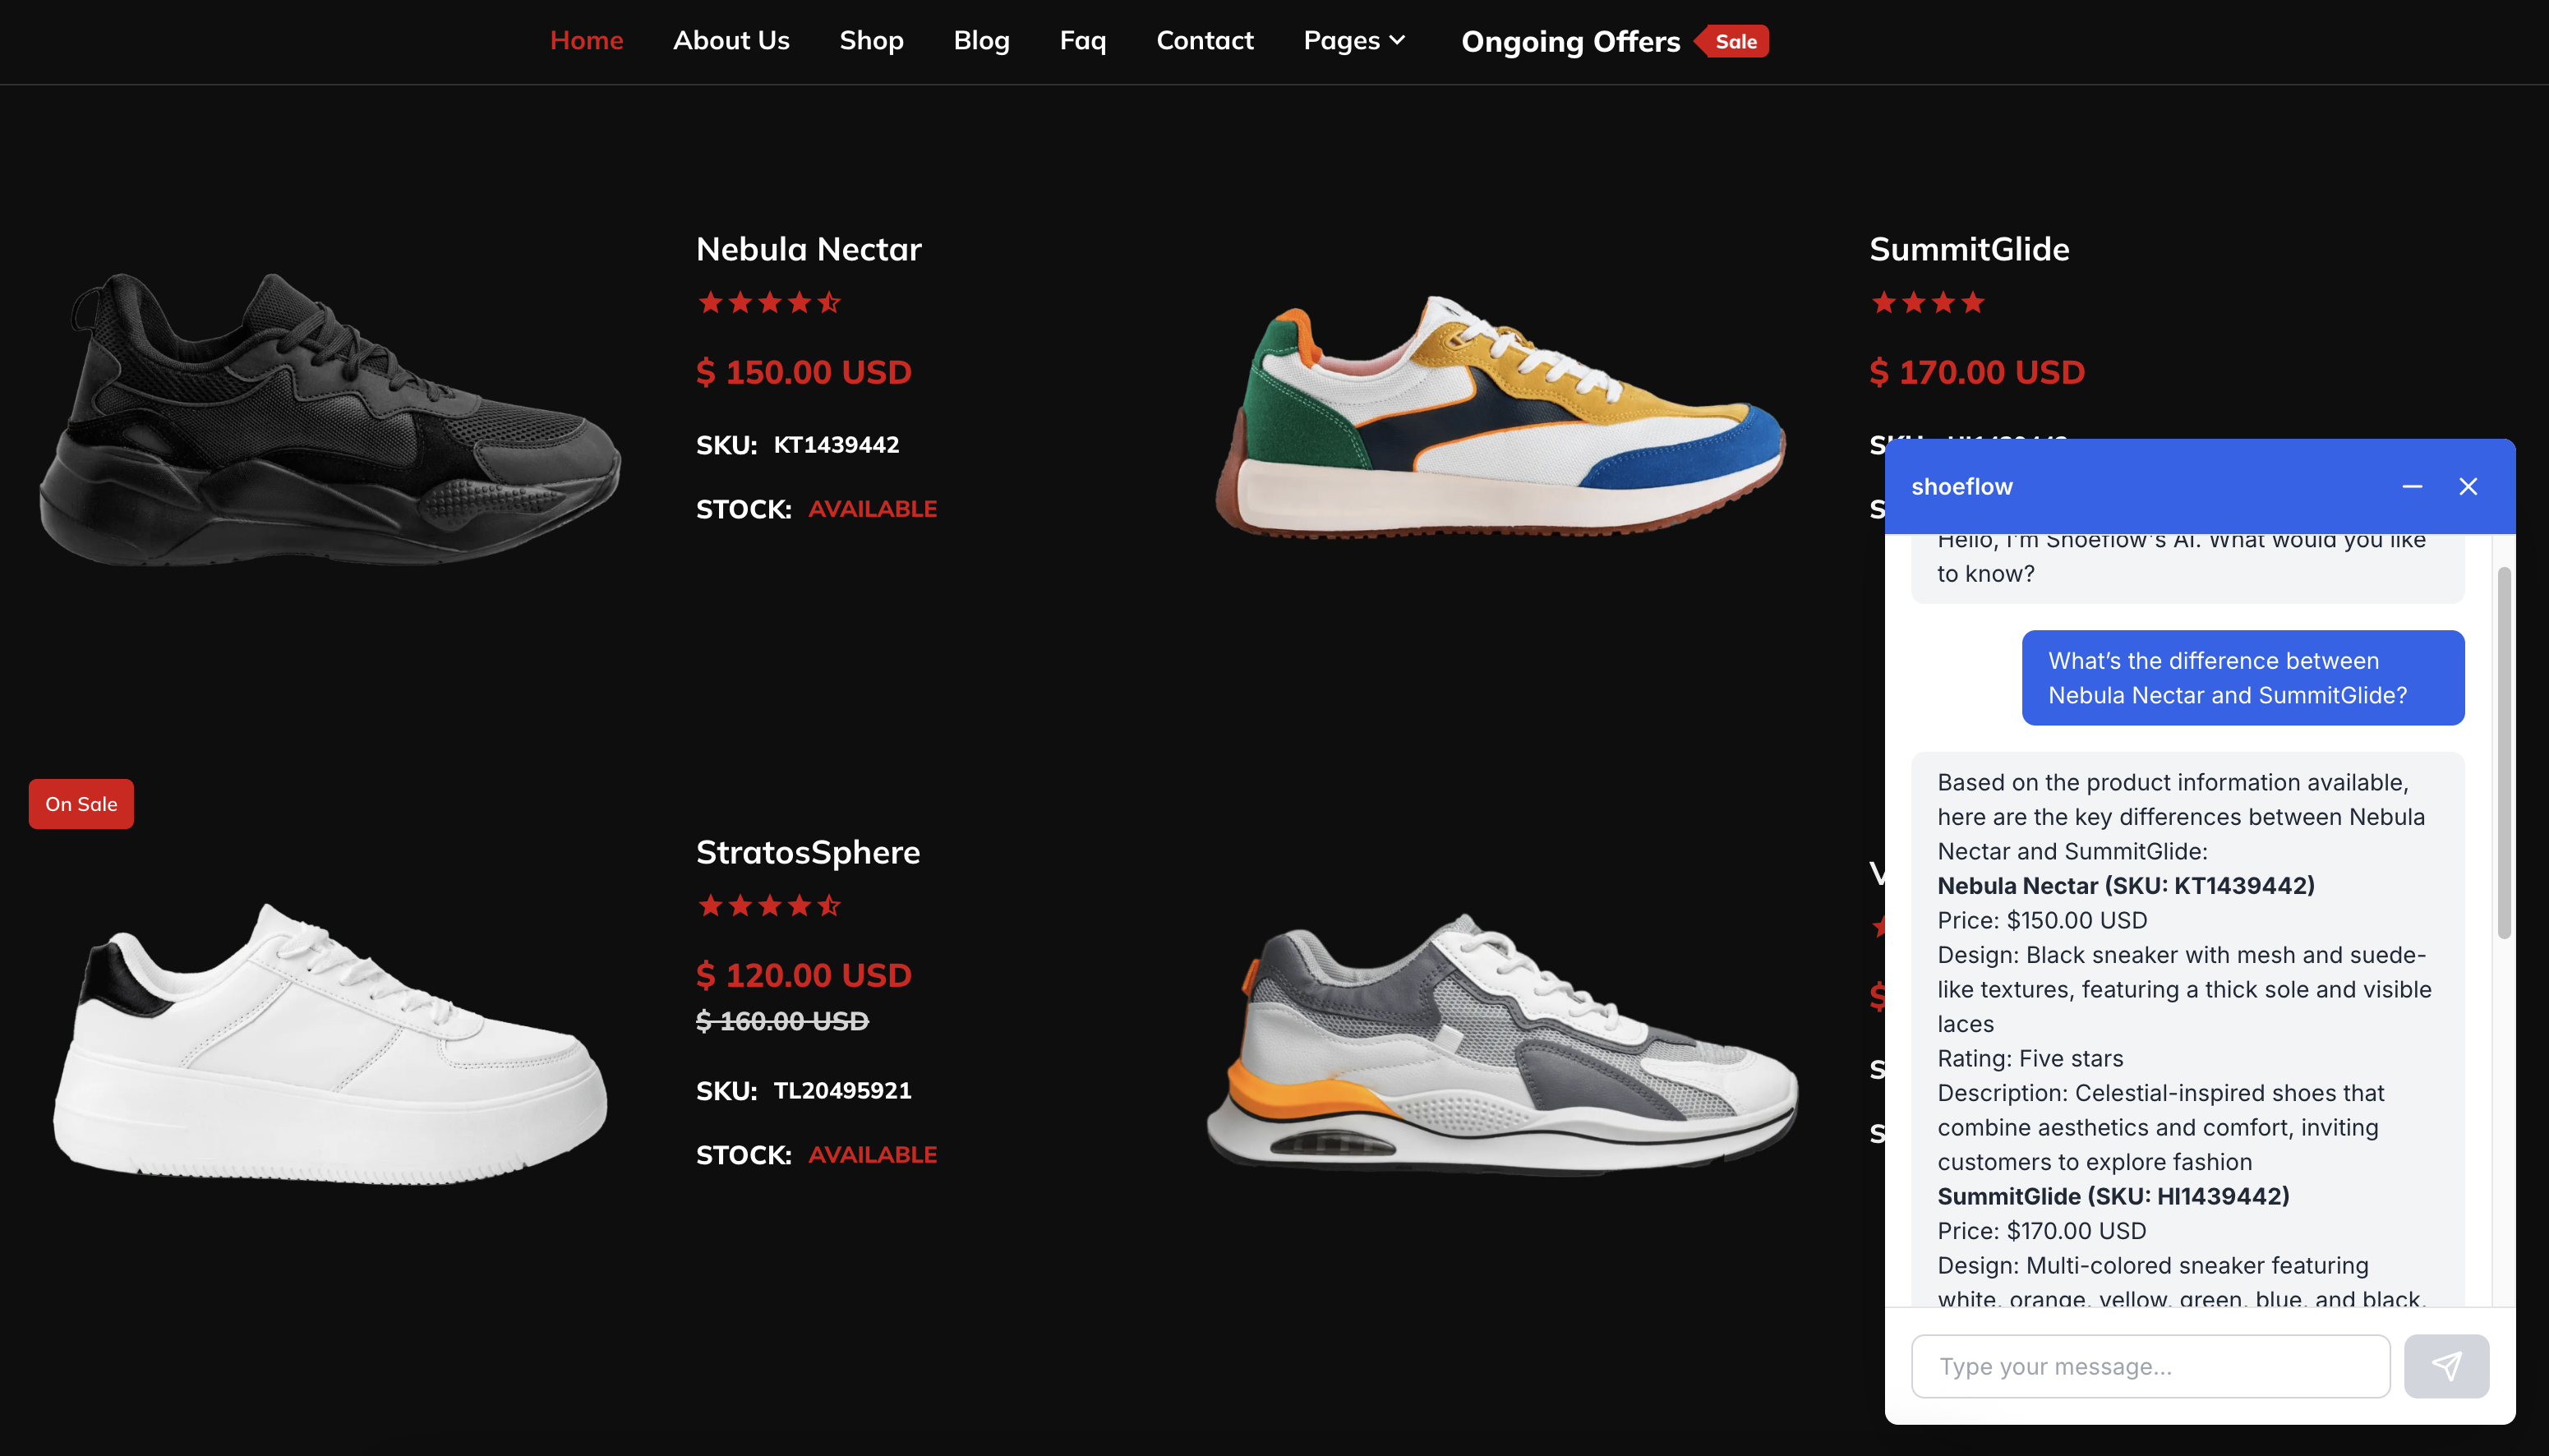 Home About Us Shop Blog Faq Contact Pages Ongoing Offers Sale
Nebula Nectar
$ 150.00 USD
SKU: KT1439442
STOCK: AVAILABLE
SummitGlide
$ 170.00 USD
On Sale
StratosSphere
$ 120.00 USD
$ 160.00 USD
SKU: TL20495921
STOCK: AVAILABLE
V
$
S
S
shoeflow
Hello, I'm Shoeflow's AI. What would you like
to know?
What’s the difference between
Nebula Nectar and SummitGlide?
Based on the product information available,
here are the key differences between Nebula
Nectar and SummitGlide:
Nebula Nectar (SKU: KT1439442)
Price: $150.00 USD
Design: Black sneaker with mesh and suede-
like textures, featuring a thick sole and visible
laces
Rating: Five stars
Description: Celestial-inspired shoes that
combine aesthetics and comfort, inviting
customers to explore fashion
SummitGlide (SKU: HI1439442)
Price: $170.00 USD
Design: Multi-colored sneaker featuring
white, orange, yellow, green, blue, and black,
Type your message...